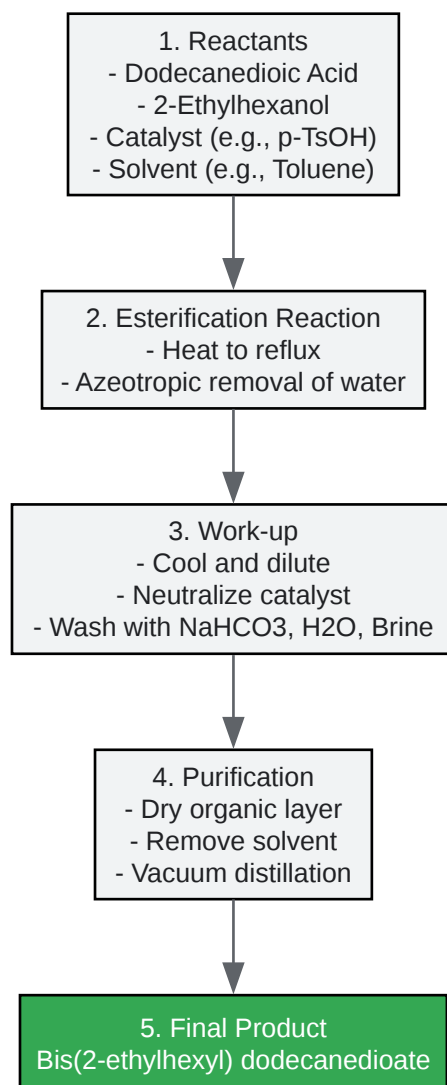 1. Reactants
- Dodecanedioic Acid
- 2-Ethylhexanol
- Catalyst (e.g., p-TsOH)
- Solvent (e.g., Toluene)
2. Esterification Reaction
- Heat to reflux
- Azeotropic removal of water
3. Work-up
- Cool and dilute
- Neutralize catalyst
- Wash with NaHCO3, H2O, Brine
4. Purification
- Dry organic layer
- Remove solvent
- Vacuum distillation
5. Final Product
Bis(2-ethylhexyl) dodecanedioate